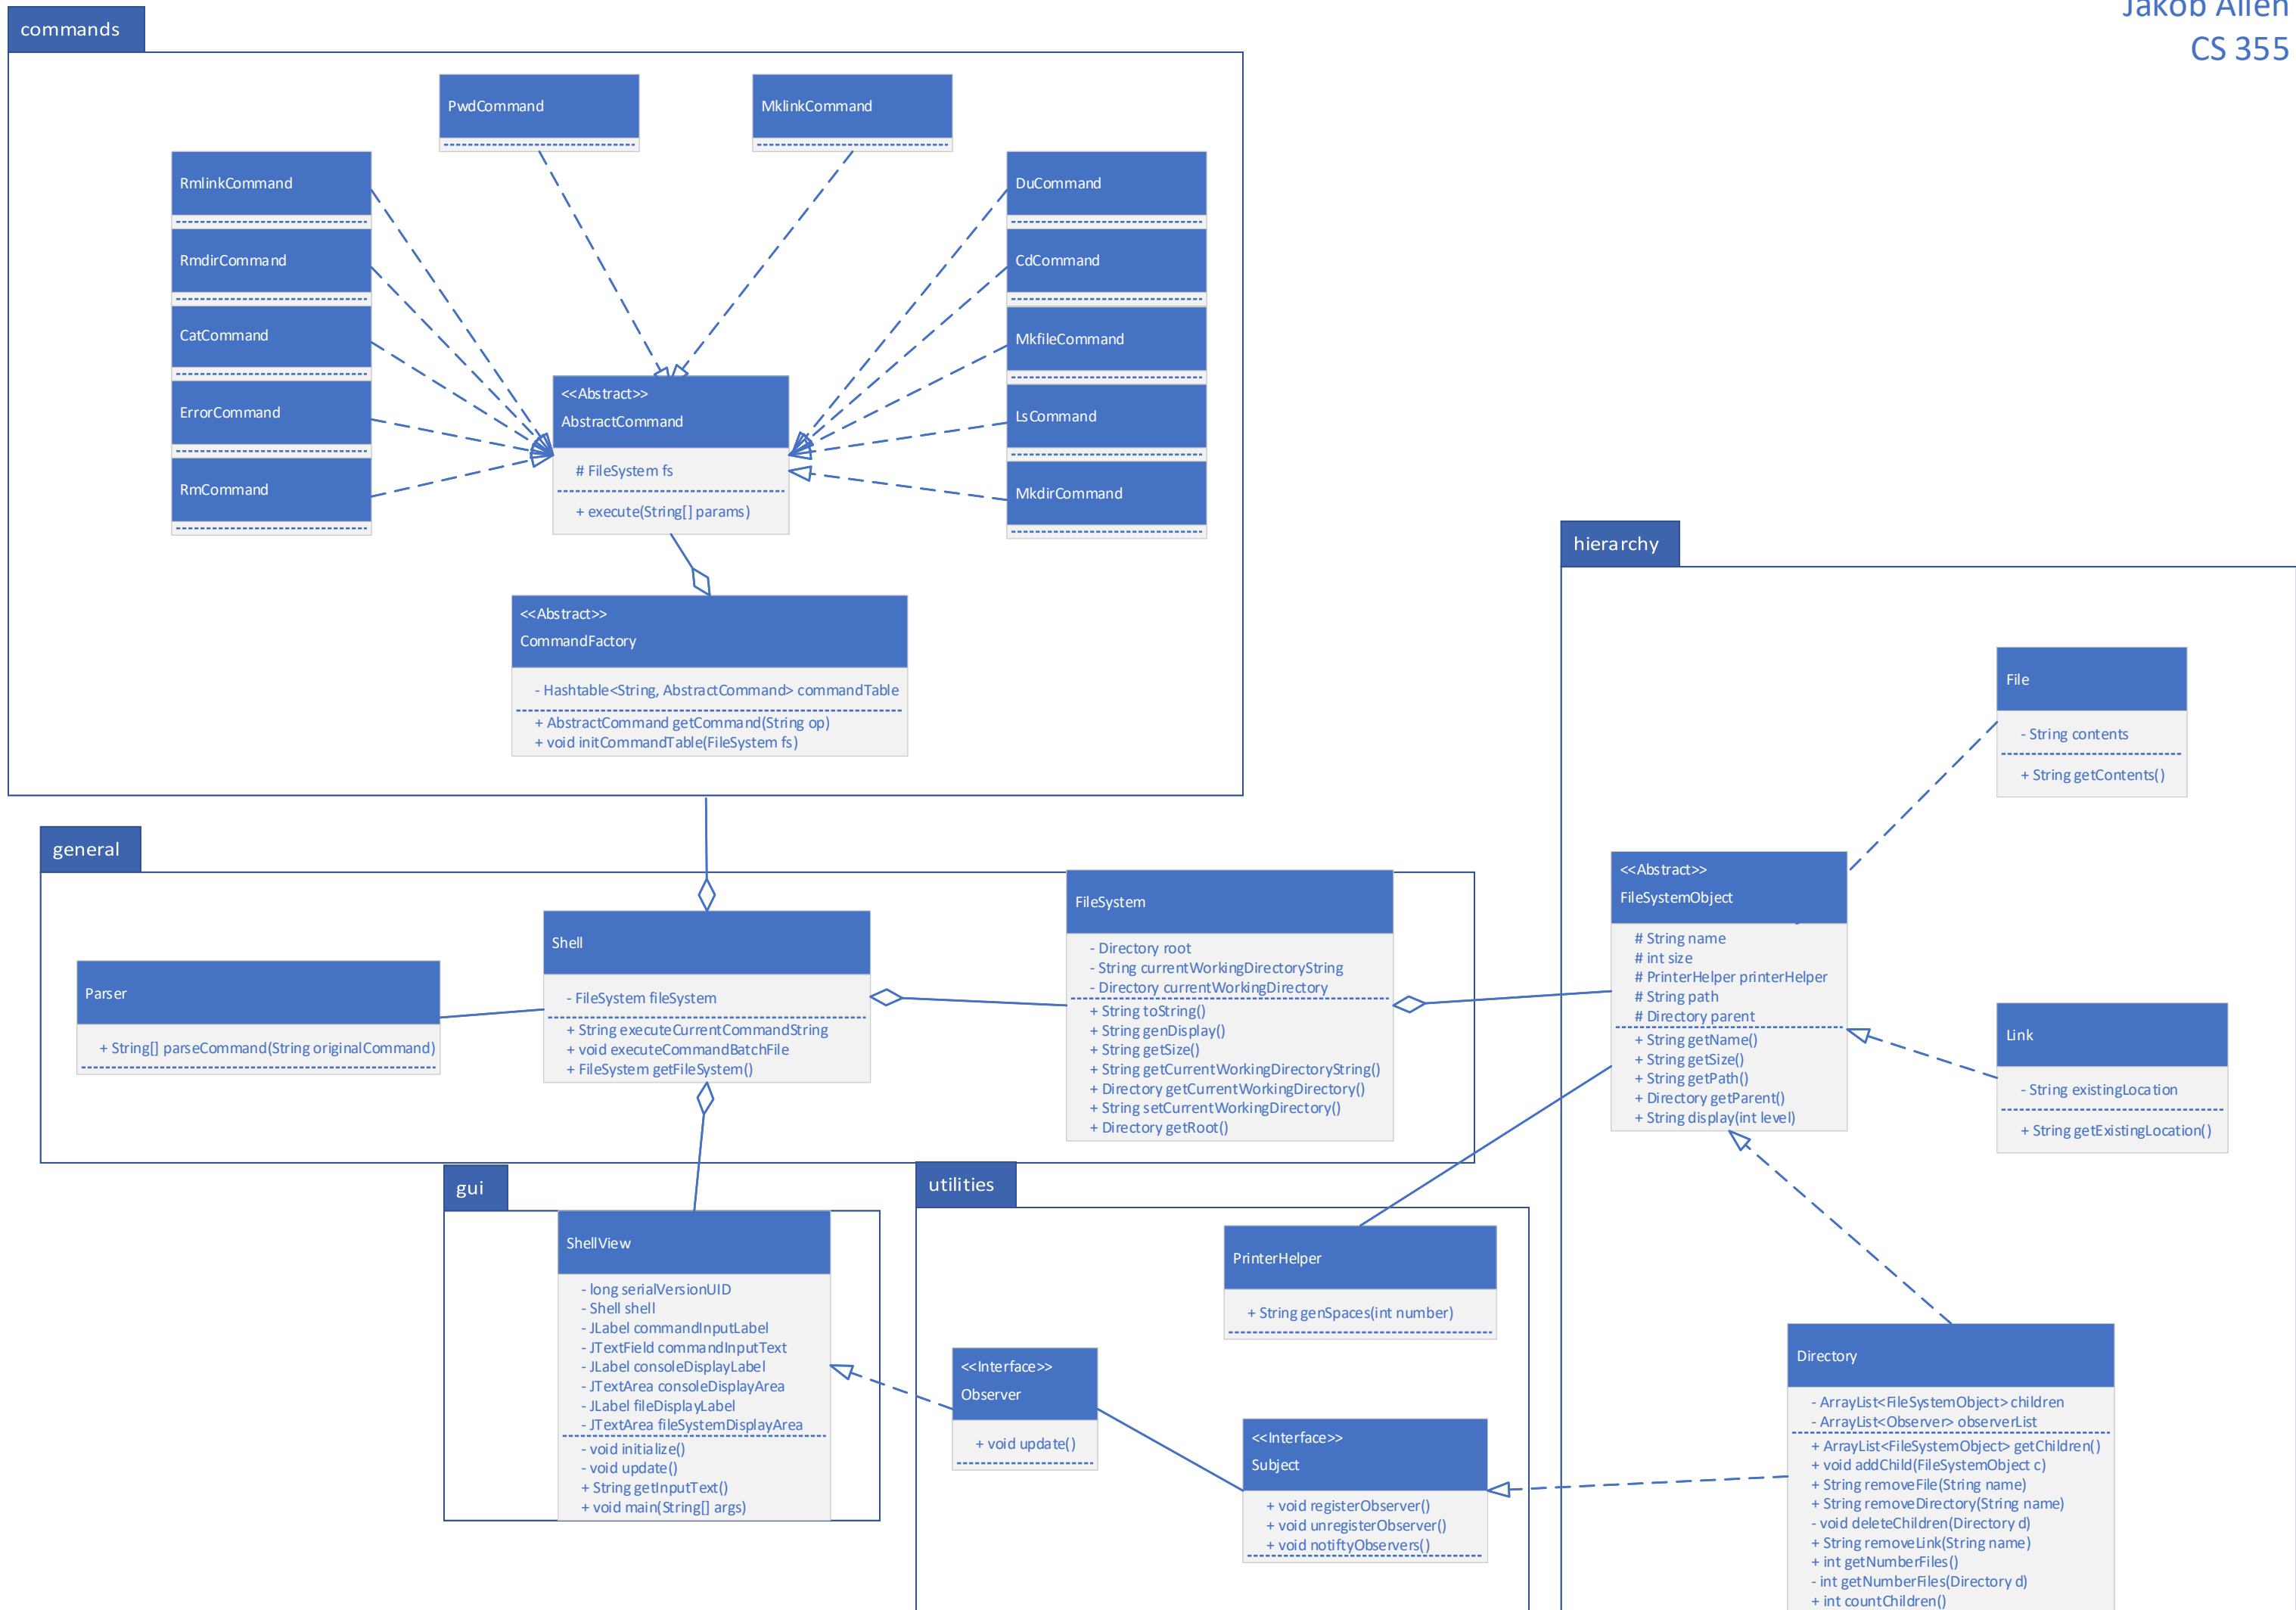 Jakob Allen
CS 355
commands
PwdCommand
MklinkCommand
RmlinkCommand
RmdirCommand
CatCommand
ErrorCommand
RmCommand
DuCommand
CdCommand
MkfileCommand
LsCommand
MkdirCommand
<<Abstract>>
AbstractCommand
# FileSystem fs
+ execute(String[] params)
<<Abstract>>
CommandFactory
- Hashtable<String, AbstractCommand> commandTable
+ AbstractCommand getCommand(String op)
+ void initCommandTable(FileSystem fs)
general
Parser
+ String[] parseCommand(String originalCommand)
Shell
- FileSystem fileSystem
+ String executeCurrentCommandString
+ void executeCommandBatchFile
+ FileSystem getFileSystem()
FileSystem
- Directory root
- String currentWorkingDirectoryString
- Directory currentWorkingDirectory
+ String toString()
+ String genDisplay()
+ String getSize()
+ String getCurrentWorkingDirectoryString()
+ Directory getCurrentWorkingDirectory()
+ String setCurrentWorkingDirectory()
+ Directory getRoot()
hierarchy
File
- String contents
+ String getContents()
<<Abstract>>
FileSystemObject
# String name
# int size
# PrinterHelper printerHelper
# String path
# Directory parent
+ String getName()
+ String getSize()
+ String getPath()
+ Directory getParent()
+ String display(int level)
Link
- String existingLocation
+ String getExistingLocation()
gui
ShellView
- long serialVersionUID
- Shell shell
- JLabel commandInputLabel
- JTextField commandInputText
- JLabel consoleDisplayLabel
- JTextArea consoleDisplayArea
- JLabel fileDisplayLabel
- JTextArea fileSystemDisplayArea
- void initialize()
- void update()
+ String getInputText()
+ void main(String[] args)
utilities
PrinterHelper
+ String genSpaces(int number)
<<Interface>>
Observer
+ void update()
<<Interface>>
Subject
+ void registerObserver()
+ void unregisterObserver()
+ void notiftyObservers()
Directory
- ArrayList<FileSystemObject> children
- ArrayList<Observer> observerList
+ ArrayList<FileSystemObject> getChildren()
+ void addChild(FileSystemObject c)
+ String removeFile(String name)
+ String removeDirectory(String name)
- void deleteChildren(Directory d)
+ String removeLink(String name)
+ int getNumberFiles()
- int getNumberFiles(Directory d)
+ int countChildren()